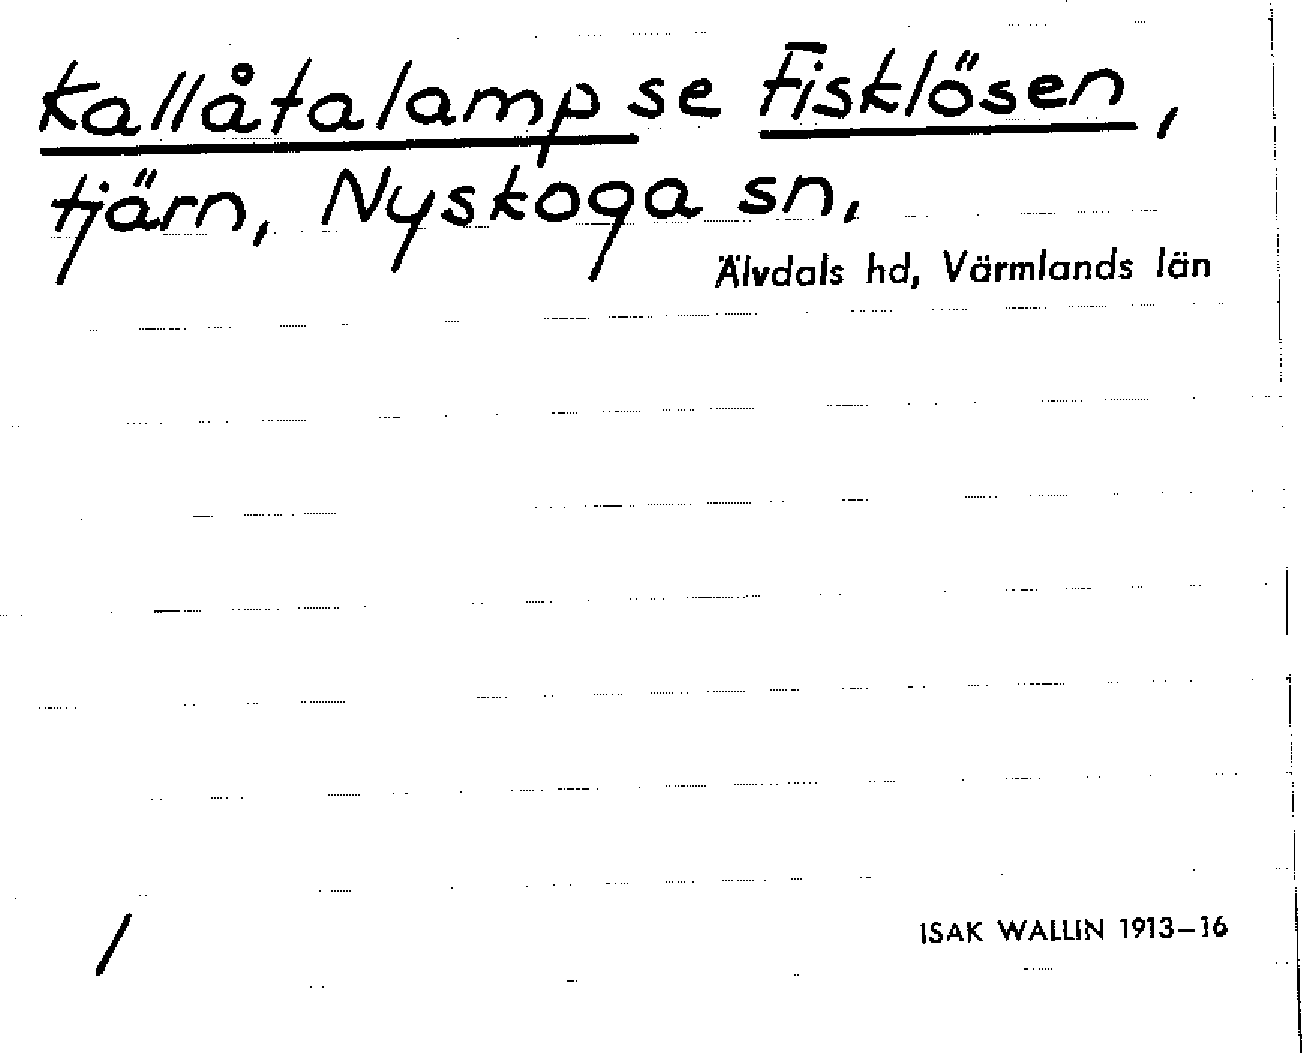 Kallåtalamp se Fisklösen,
tjärn, Nyskoga sn,
Älvdals hd, Värmlands län
/
ISAK WALLIN 1913–16